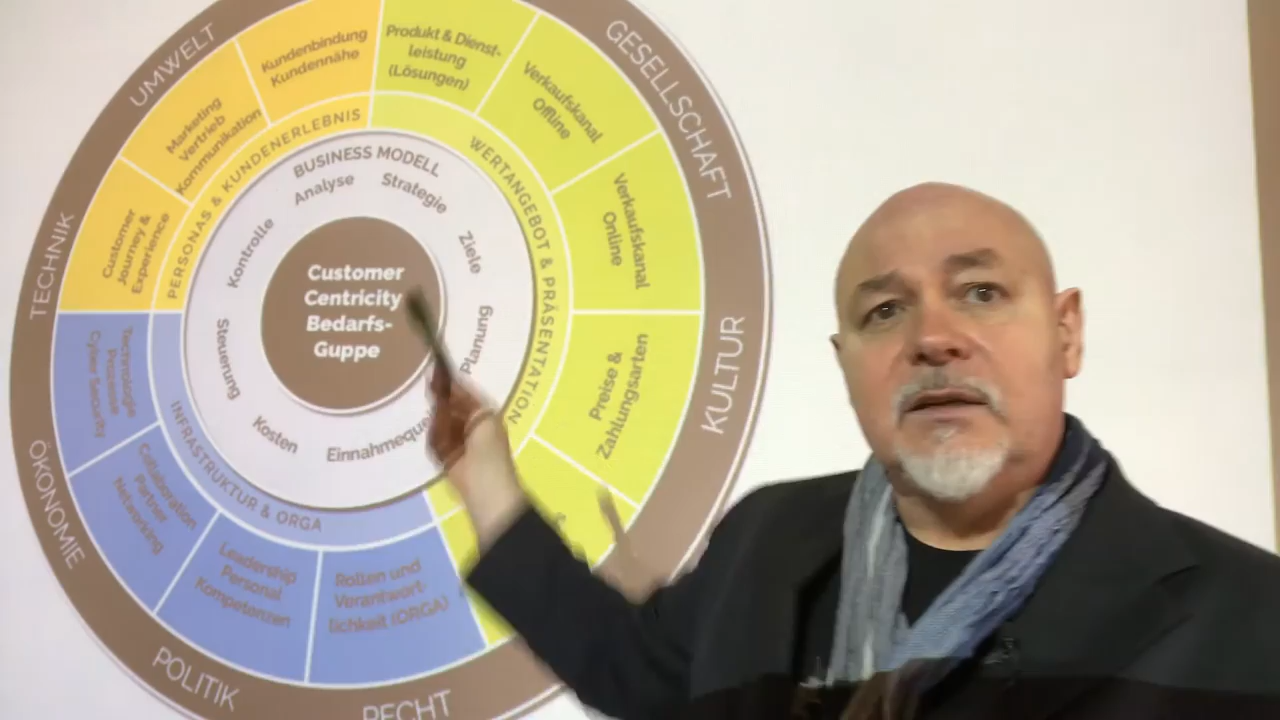 UMWELT
GESELLSCHAFT
KULTUR
RECHT
POLITIK
ÖKONOMIE
TECHNIK
Kundenbindung
Kundennähe
Produkt & Dienst-
leistung
(Lösungen)
Verkaufskanal
Offline
Verkaufskanal
Online
Preise &
Zahlungsarten
Rollen und
Verantwort-
lichkeit (ORGA)
Leadership
Personal
Kompetenzen
Collaboration
Partner
Networking
Technologie
Prozesse
Cyber Security
Customer
Journey &
Experience
Marketing
Vertrieb
Kommunikation
PERSONAS & KUNDENERLEBNIS
WERTANGEBOT & PRÄSENTATION
INFRASTRUKTUR & ORGA
BUSINESS MODELL
Analyse
Strategie
Ziele
Planung
Kosten
Steuerung
Kontrolle
Customer
Centricity
Bedarfs-
Guppe